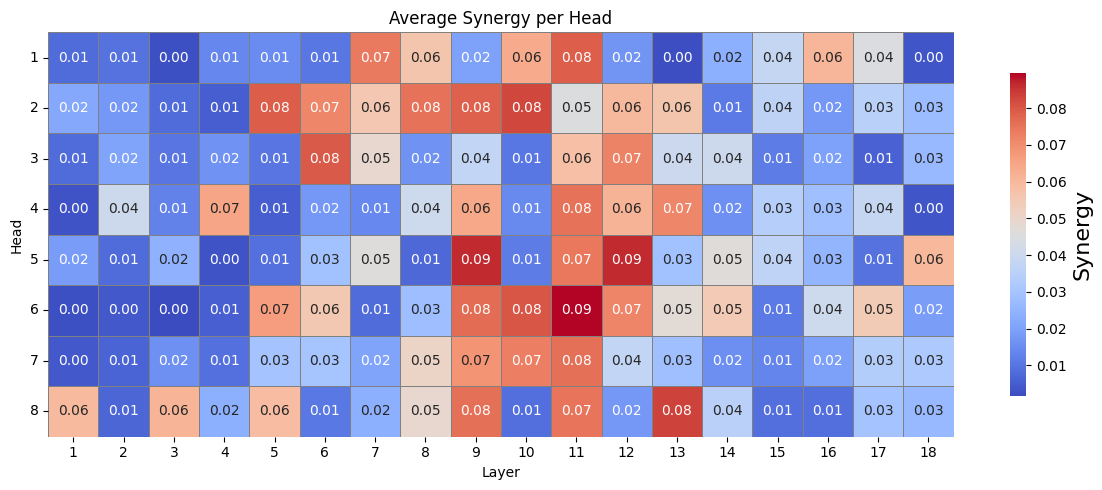 Average Synergy per Head
1 0.01 0.01 0.00 0.01 0.01 0.01 0.07 0.06 0.02 0.06 0.08 0.02 0.00 0.02 0.04 0.06 0.04 0.00
2 0.02 0.02 0.01 0.01 0.08 0.07 0.06 0.08 0.08 0.08 0.05 0.06 0.06 0.01 0.04 0.02 0.03 0.03
3 0.01 0.02 0.01 0.02 0.01 0.08 0.05 0.02 0.04 0.01 0.06 0.07 0.04 0.04 0.01 0.02 0.01 0.03
4 0.00 0.04 0.01 0.07 0.01 0.02 0.01 0.04 0.06 0.01 0.08 0.06 0.07 0.02 0.03 0.03 0.04 0.00
5 0.02 0.01 0.02 0.00 0.01 0.03 0.05 0.01 0.09 0.01 0.07 0.09 0.03 0.05 0.04 0.03 0.01 0.06
6 0.00 0.00 0.00 0.01 0.07 0.06 0.01 0.03 0.08 0.08 0.09 0.07 0.05 0.05 0.01 0.04 0.05 0.02
7 0.00 0.01 0.02 0.01 0.03 0.03 0.02 0.05 0.07 0.07 0.08 0.04 0.03 0.02 0.01 0.02 0.03 0.03
8 0.06 0.01 0.06 0.02 0.06 0.01 0.02 0.05 0.08 0.01 0.07 0.02 0.08 0.04 0.01 0.01 0.03 0.03
1 2 3 4 5 6 7 8 9 10 11 12 13 14 15 16 17 18
Layer
Head
0.08
0.07
0.06
0.05
0.04
0.03
0.02
0.01
Synergy